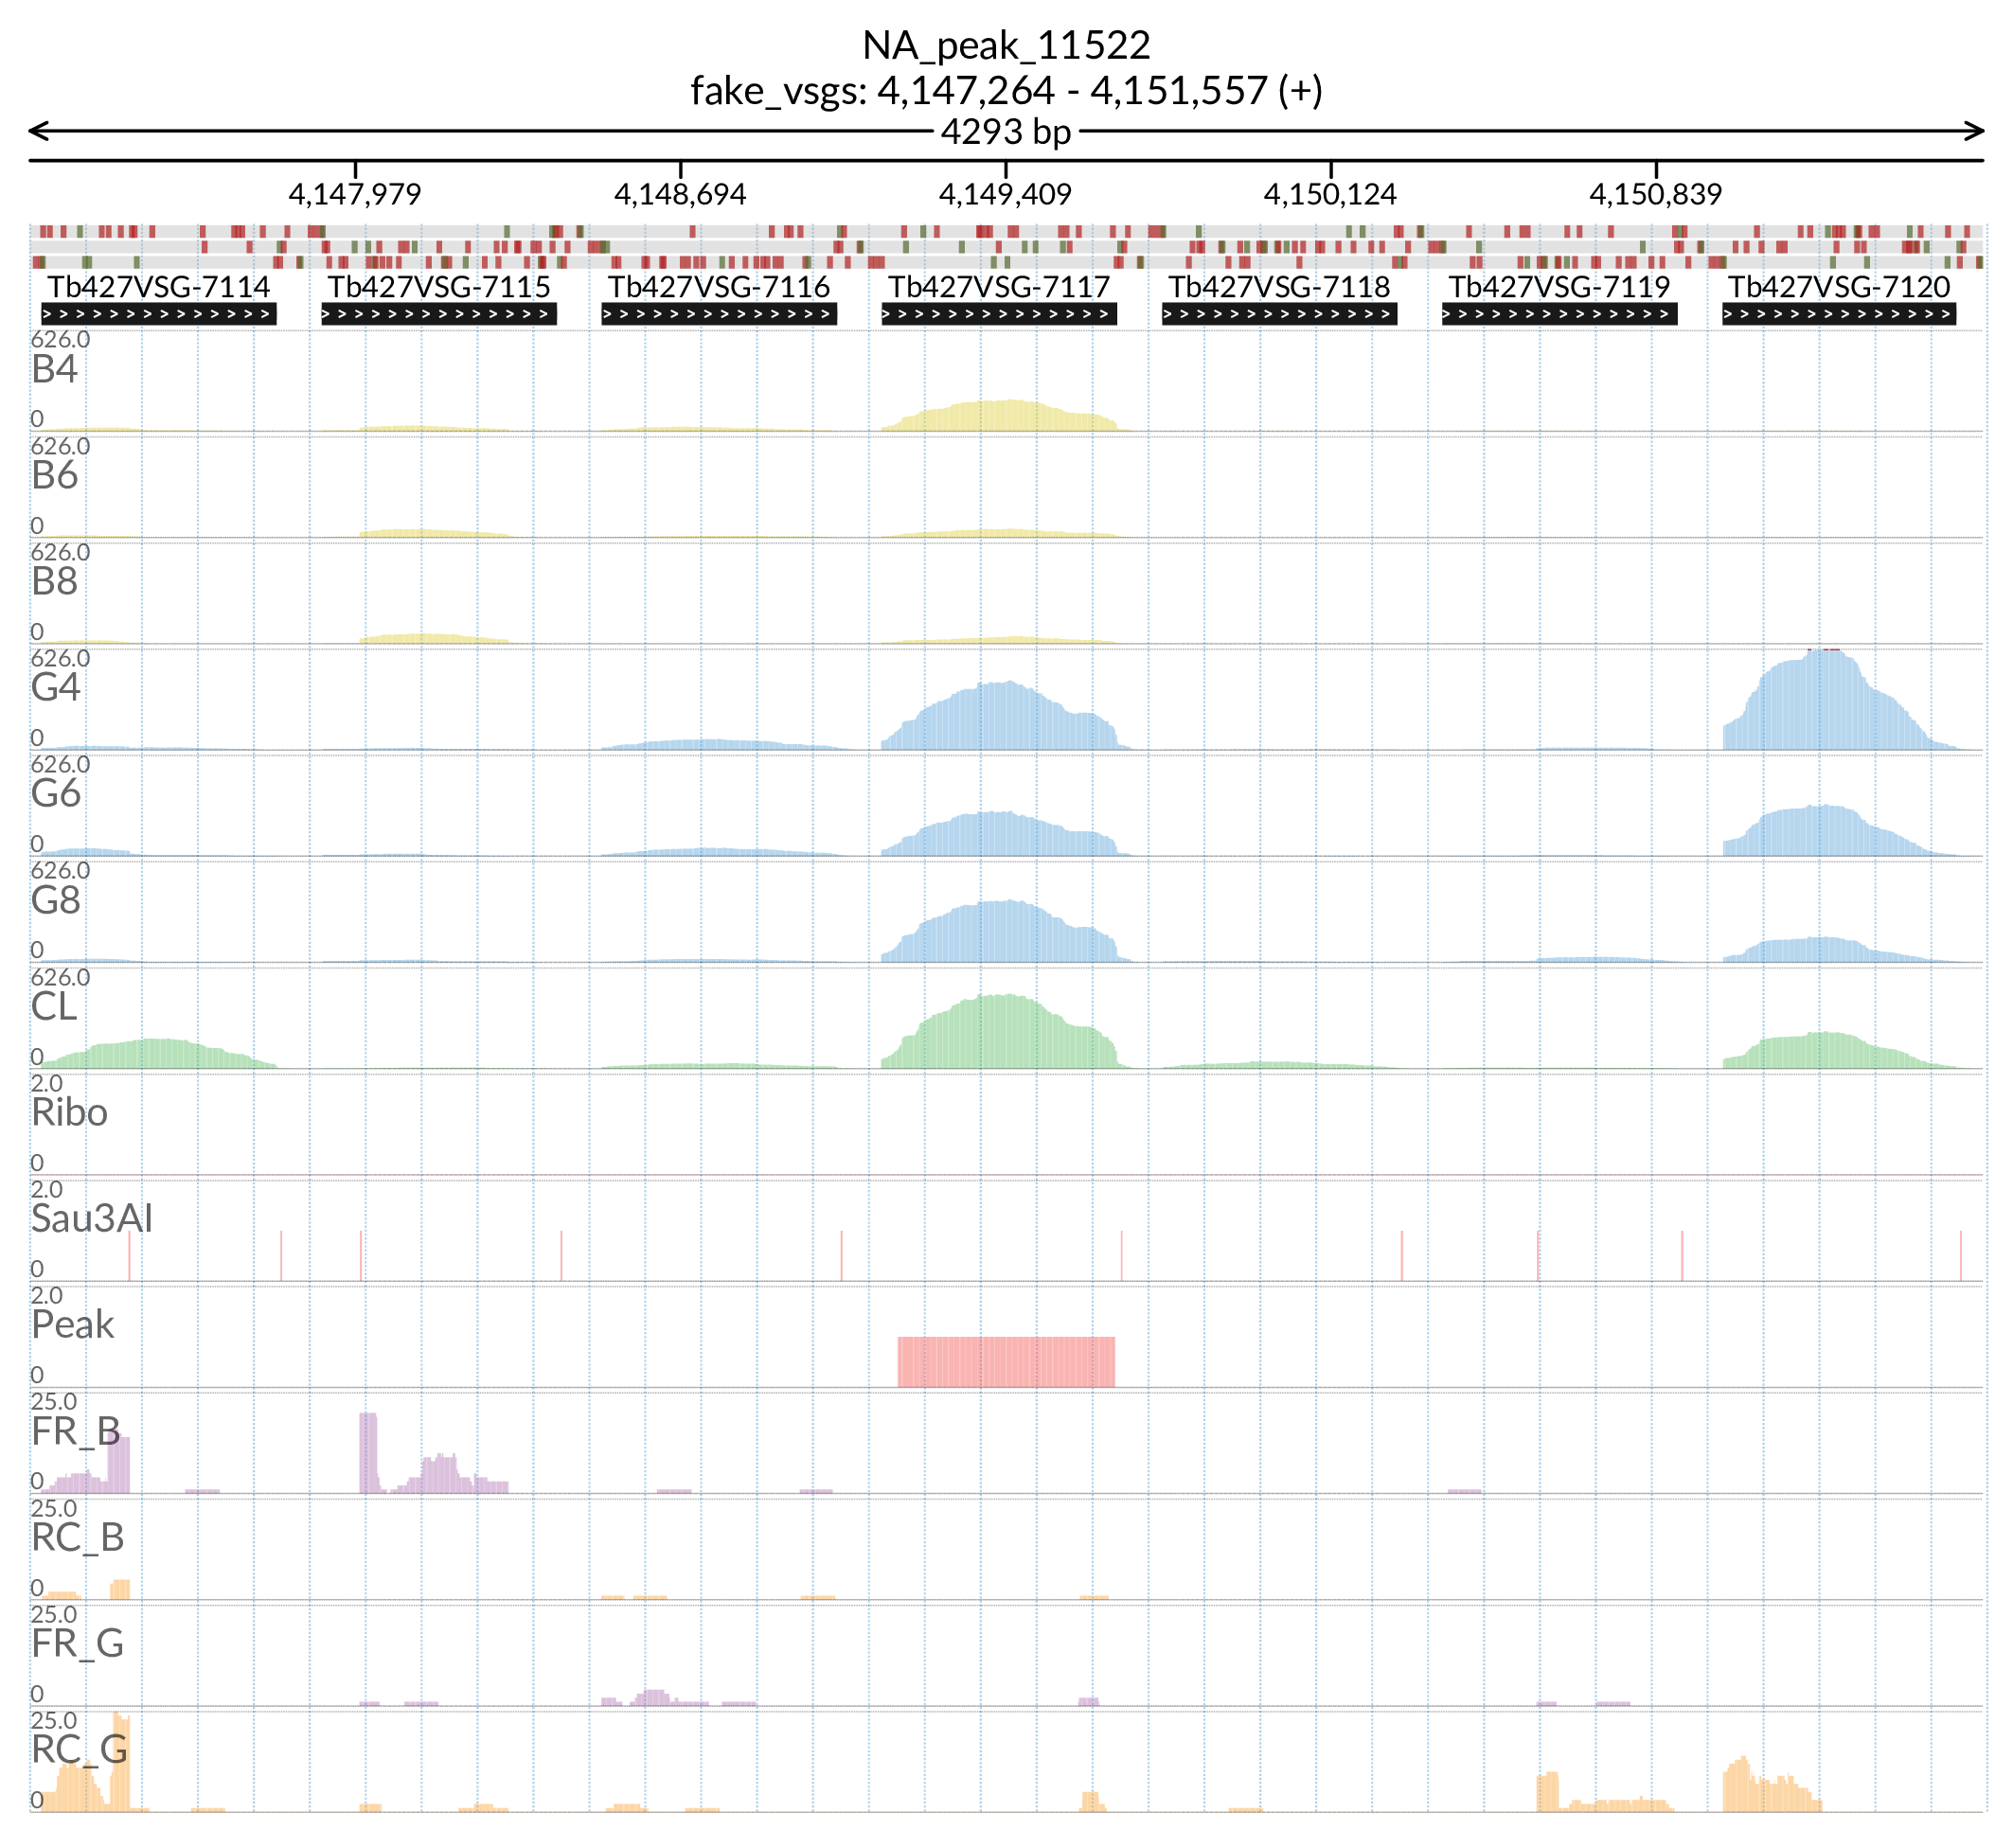 NA_peak_11522
fake_vsgs: 4,147,264 - 4,151,557 (+)
4293 bp
4,147,979 4,148,694 4,149,409 4,150,124 4,150,839
Tb427VSG-7114 Tb427VSG-7115 Tb427VSG-7116 Tb427VSG-7117 Tb427VSG-7118 Tb427VSG-7119 Tb427VSG-7120
626.0
B4
0
626.0
B6
0
626.0
B8
0
626.0
G4
0
626.0
G6
0
626.0
G8
0
626.0
CL
0
2.0
Ribo
0
2.0
Sau3AI
0
2.0
Peak
0
25.0
FR_B
0
25.0
RC_B
0
25.0
FR_G
0
25.0
RC_G
0